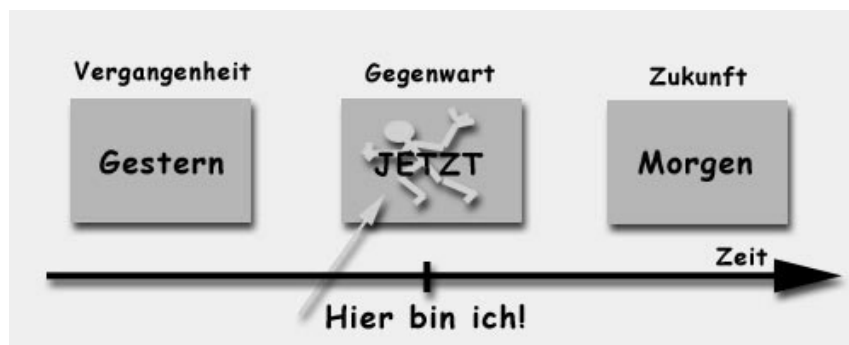 Vergangenheit Gegenwart Zukunft
Gestern JETZT Morgen
Zeit
Hier bin ich!